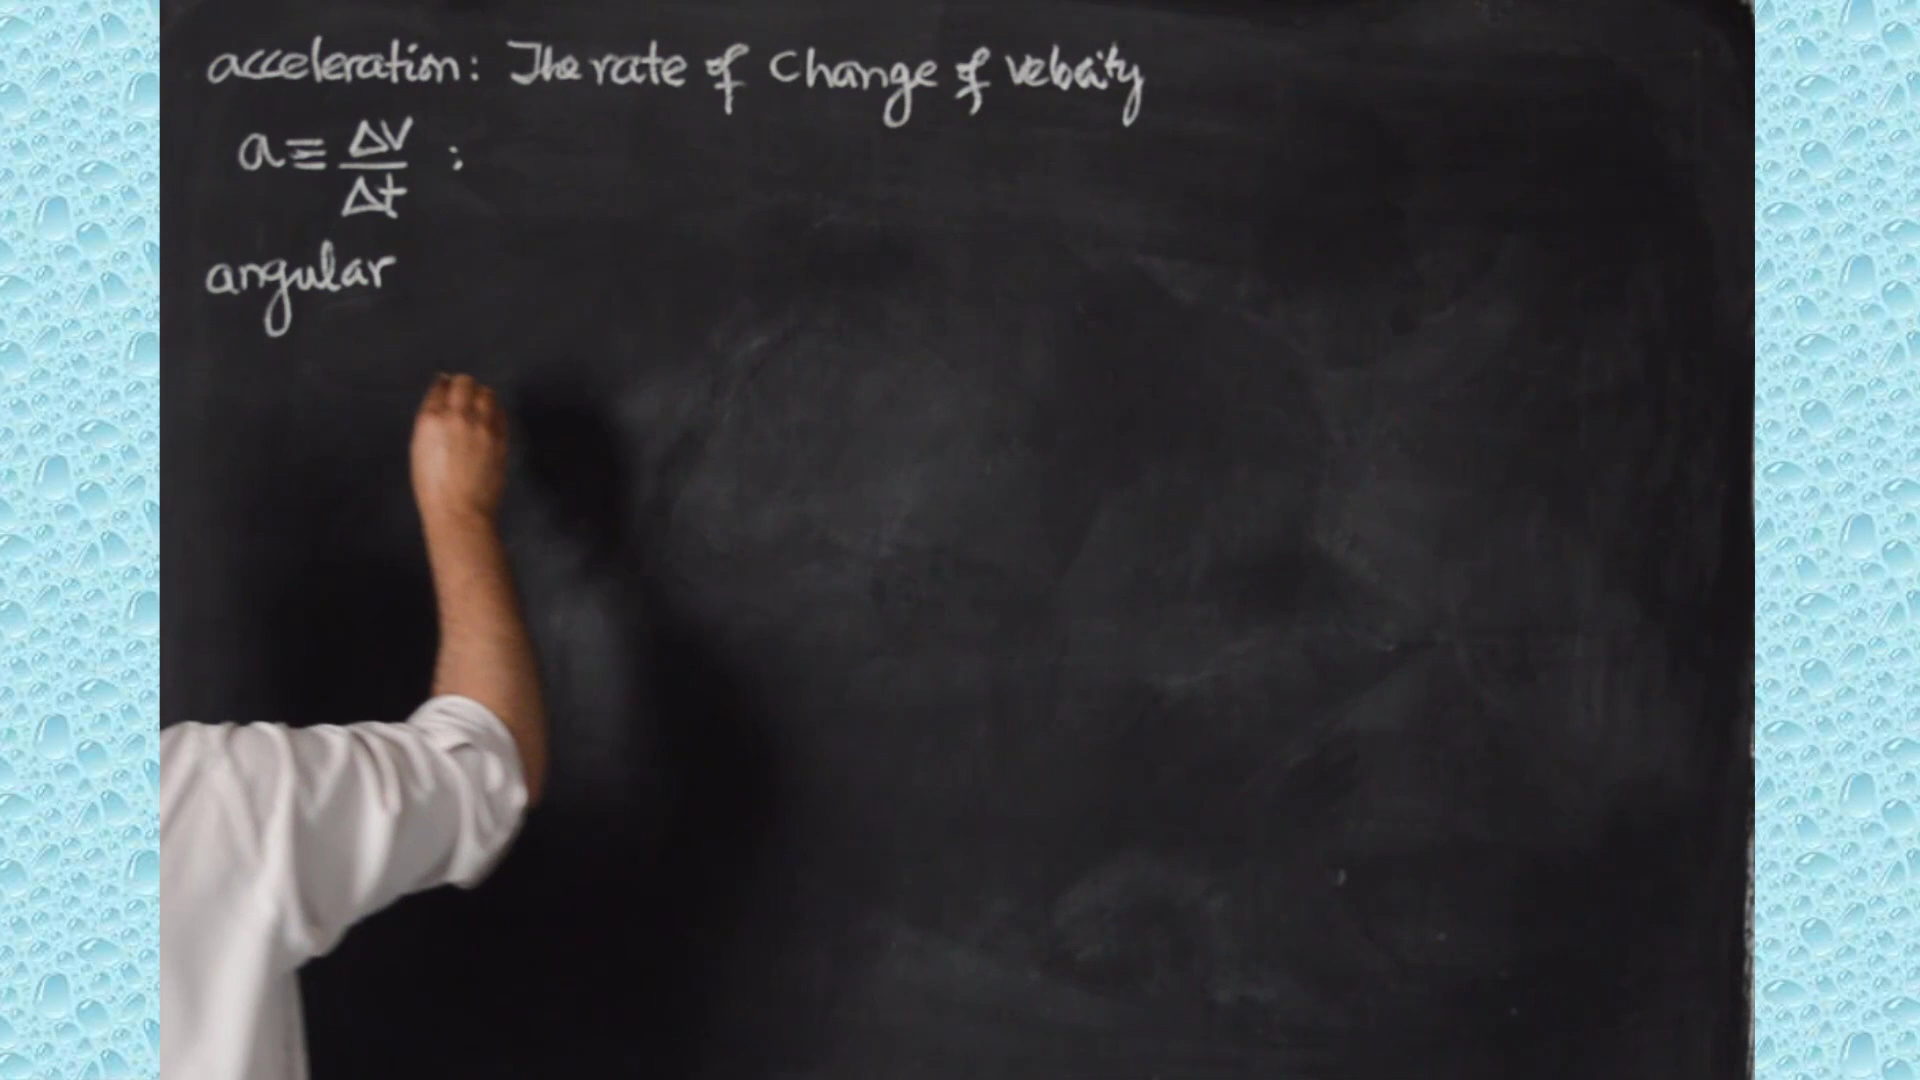 acceleration: The rate of Change of velocity
a ≡ ΔV/Δt :
angular